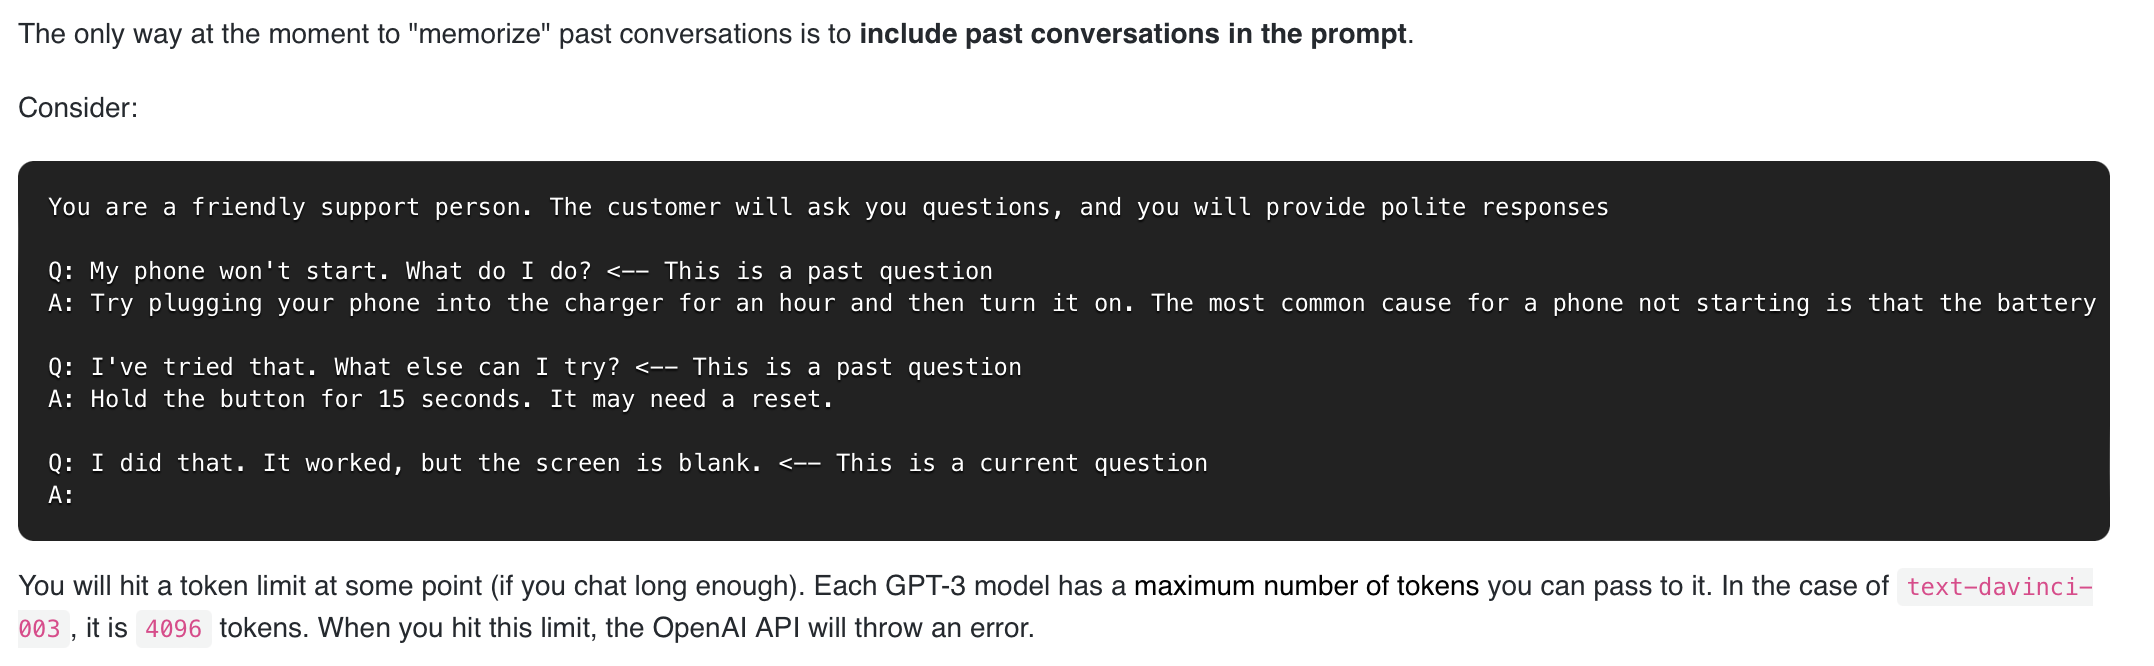 The only way at the moment to "memorize" past conversations is to include past conversations in the prompt.
Consider:
You are a friendly support person. The customer will ask you questions, and you will provide polite responses
Q: My phone won't start. What do I do? <-- This is a past question
A: Try plugging your phone into the charger for an hour and then turn it on. The most common cause for a phone not starting is that the battery
Q: I've tried that. What else can I try? <-- This is a past question
A: Hold the button for 15 seconds. It may need a reset.
Q: I did that. It worked, but the screen is blank. <-- This is a current question
A:
You will hit a token limit at some point (if you chat long enough). Each GPT-3 model has a maximum number of tokens you can pass to it. In the case of text-davinci-
003 , it is 4096 tokens. When you hit this limit, the OpenAI API will throw an error.